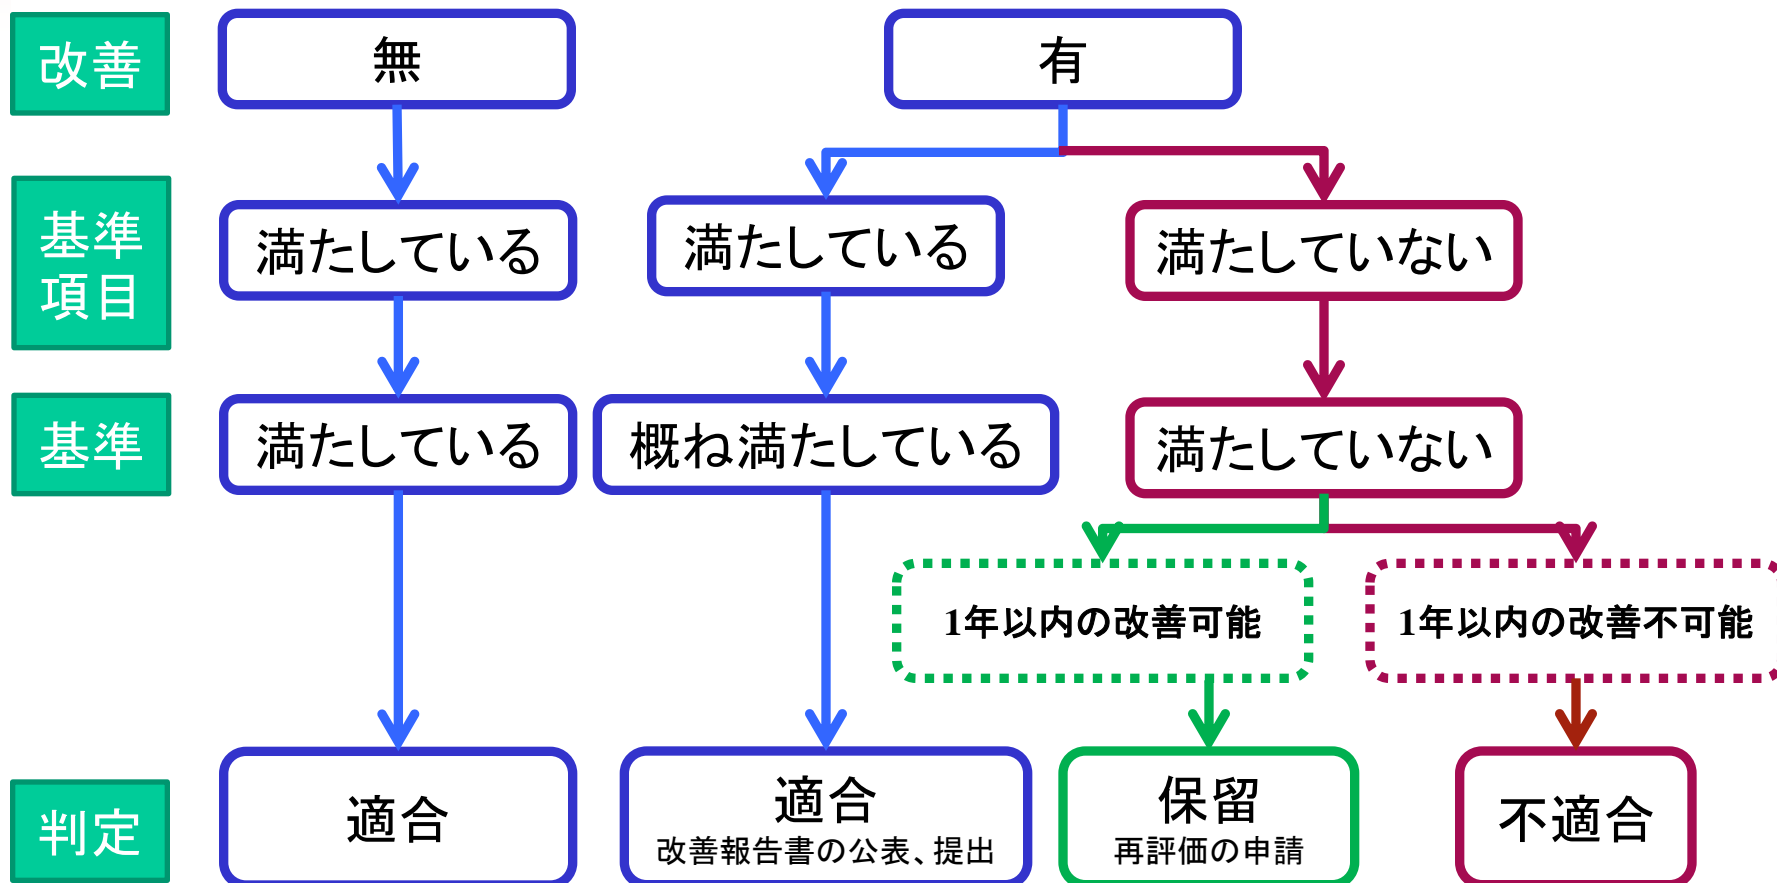 改善
無
有
基準
項目
満たしている
満たしている
満たしていない
基準
満たしている
概ね満たしている
満たしていない
1年以内の改善可能
1年以内の改善不可能
判定
適合
適合
改善報告書の公表、提出
保留
再評価の申請
不適合